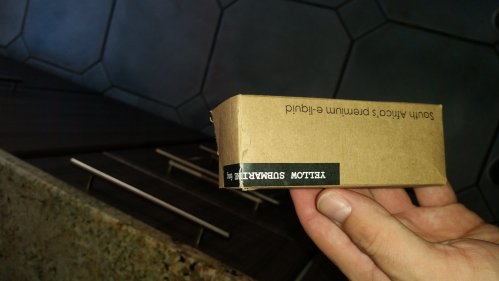 South Africa's premium e-liquid
YELLOW SUBMARINE